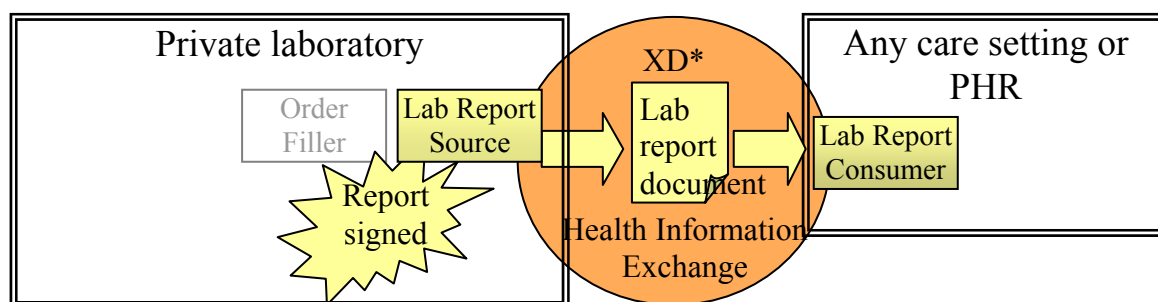 Private laboratory
Order
Filler
Lab Report
Source
Report
signed
XD*
Lab
report
document
Health Information
Exchange
Any care setting or
PHR
Lab Report
Consumer